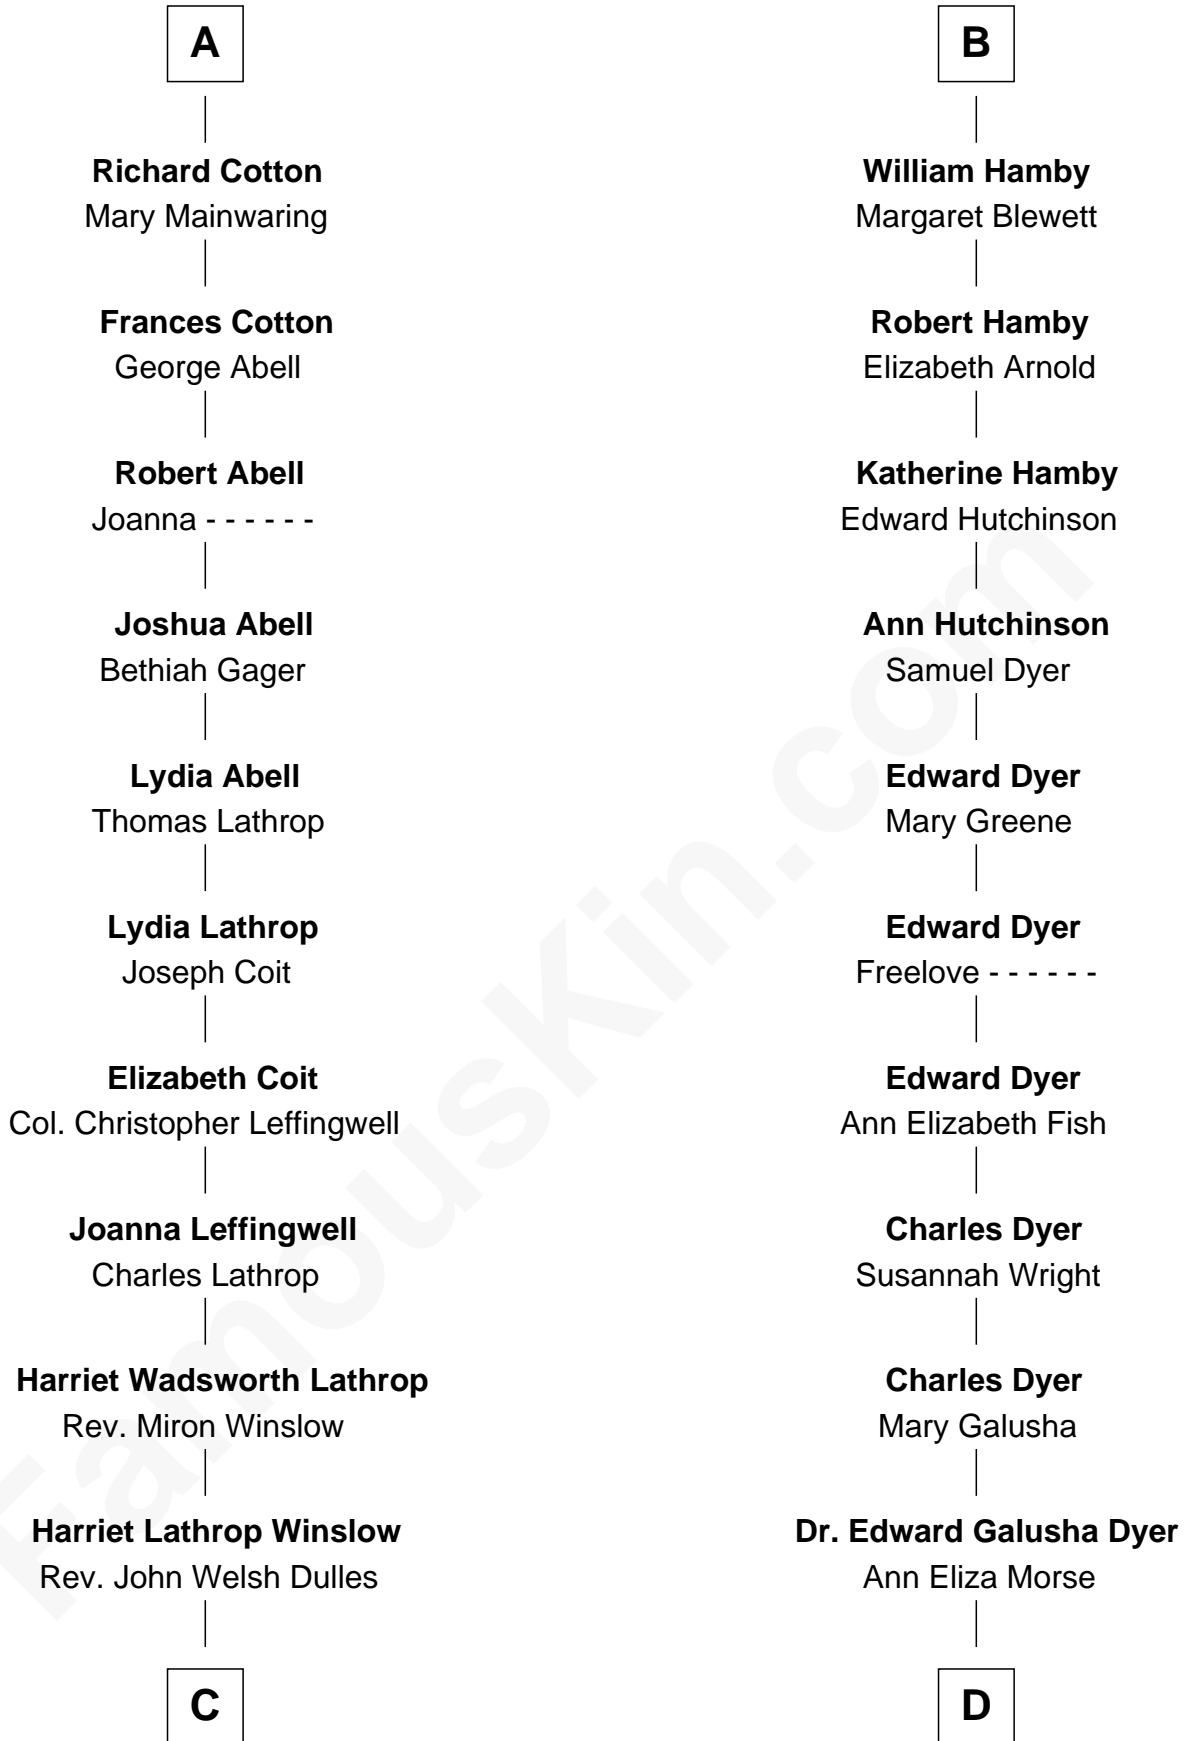 A
Richard Cotton
Mary Mainwaring
Frances Cotton
George Abell
Robert Abell
Joanna - - - - - -
Joshua Abell
Bethiah Gager
Lydia Abell
Thomas Lathrop
Lydia Lathrop
Joseph Coit
Elizabeth Coit
Col. Christopher Leffingwell
Joanna Leffingwell
Charles Lathrop
Harriet Wadsworth Lathrop
Rev. Miron Winslow
Harriet Lathrop Winslow
Rev. John Welsh Dulles
C
B
William Hamby
Margaret Blewett
Robert Hamby
Elizabeth Arnold
Katherine Hamby
Edward Hutchinson
Ann Hutchinson
Samuel Dyer
Edward Dyer
Mary Greene
Edward Dyer
Freelove - - - - - -
Edward Dyer
Ann Elizabeth Fish
Charles Dyer
Susannah Wright
Charles Dyer
Mary Galusha
Dr. Edward Galusha Dyer
Ann Eliza Morse
D
FamousKin.com